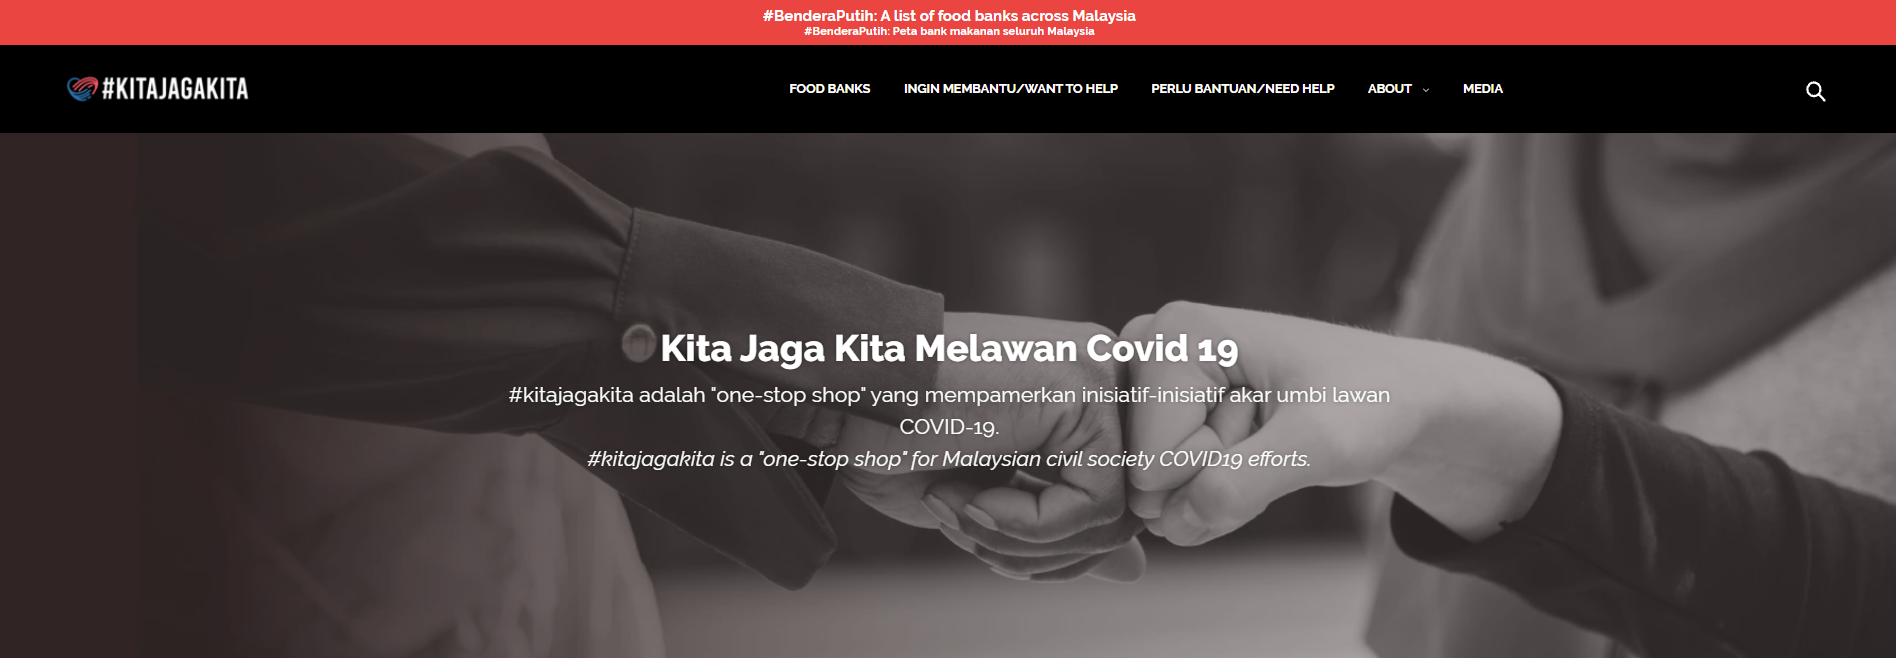 #BenderaPutih: A list of food banks across Malaysia
#BenderaPutih: Peta bank makanan seluruh Malaysia
#KITAJAGAKITA
FOOD BANKS
INGIN MEMBANTU/WANT TO HELP
PERLU BANTUAN/NEED HELP
ABOUT
MEDIA
Kita Jaga Kita Melawan Covid 19
#kitajagakita adalah "one-stop shop" yang mempamerkan inisiatif-inisiatif akar umbi lawan
COVID-19.
#kitajagakita is a "one-stop shop" for Malaysian civil society COVID19 efforts.